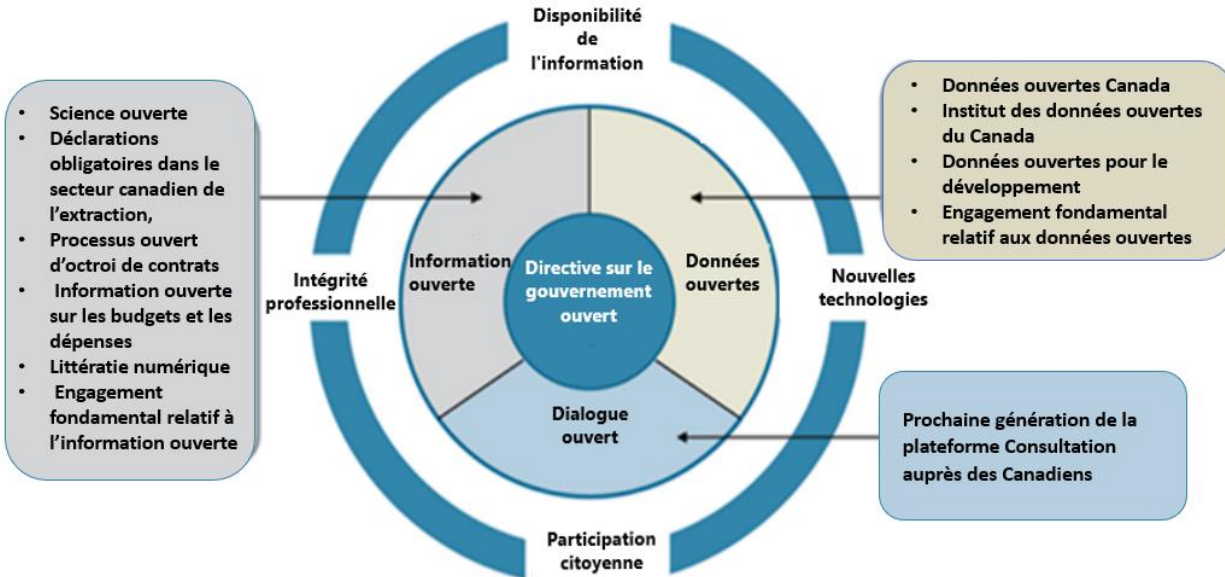 Disponibilité
de
l'information
• Science ouverte
• Déclarations
obligatoires dans le
secteur canadien de
l’extraction,
• Processus ouvert
d’octroi de contrats
• Information ouverte
sur les budgets et les
dépenses
• Littératie numérique
• Engagement
fondamental relatif à
l’information ouverte
Intégrité
professionnelle
Information
ouverte
Directive sur le
gouvernement
ouvert
Données
ouvertes
Dialogue
ouvert
Nouvelles
technologies
• Données ouvertes Canada
• Institut des données ouvertes
du Canada
• Données ouvertes pour le
développement
• Engagement fondamental
relatif aux données ouvertes
Prochaine génération de la
plateforme Consultation
auprès des Canadiens
Participation
citoyenne